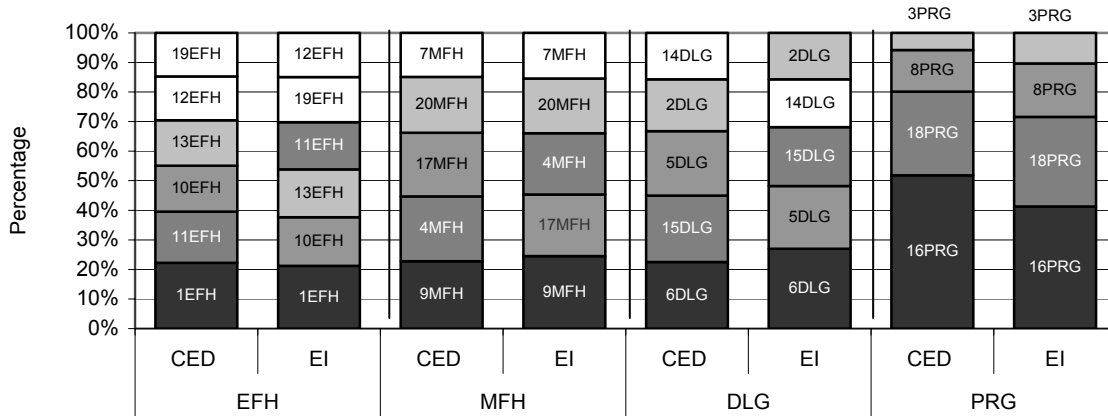 3PRG 3PRG
100% 19EFH 12EFH 7MFH 7MFH 14DLG 2DLG
90%
8PRG 8PRG
80% 12EFH 19EFH 20MFH 20MFH 2DLG 14DLG
70%
13EFH 11EFH 18PRG 18PRG
60% 17MFH 4MFH 5DLG 15DLG
50%
10EFH 13EFH
40%
11EFH 10EFH 4MFH 17MFH 15DLG 5DLG
30%
20% 16PRG 16PRG
10% 1EFH 1EFH 9MFH 9MFH 6DLG 6DLG
0%
Percentage
CED EI CED EI CED EI CED EI
EFH MFH DLG PRG